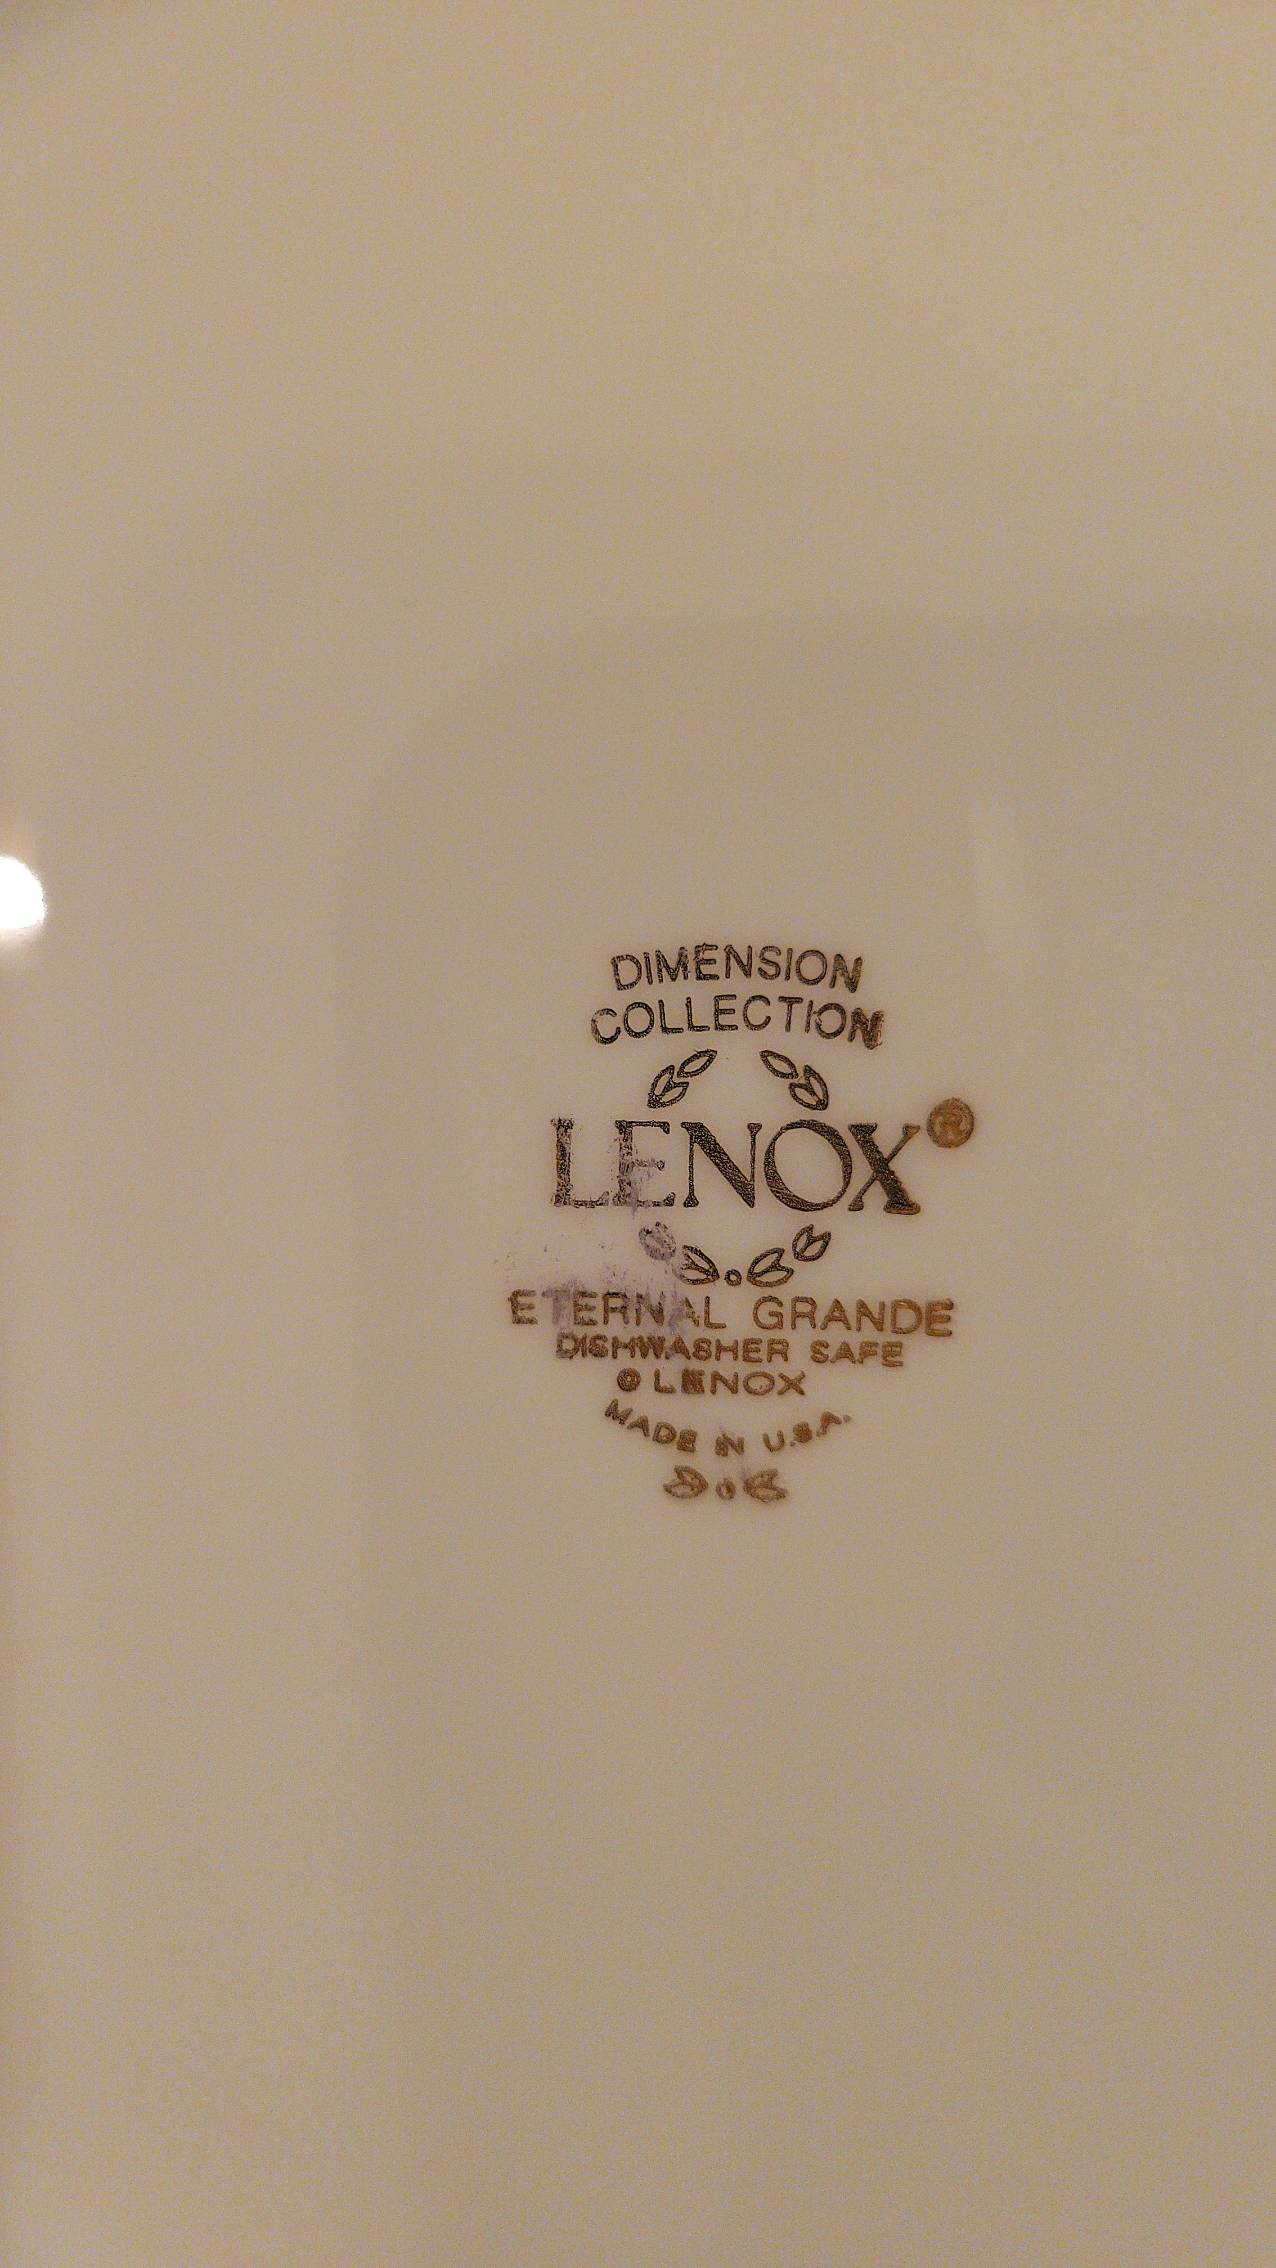 DIMENSION
COLLECTION
LENOX®
ETERNAL GRANDE
DISHWASHER SAFE
© LENOX
MADE IN U.S.A.